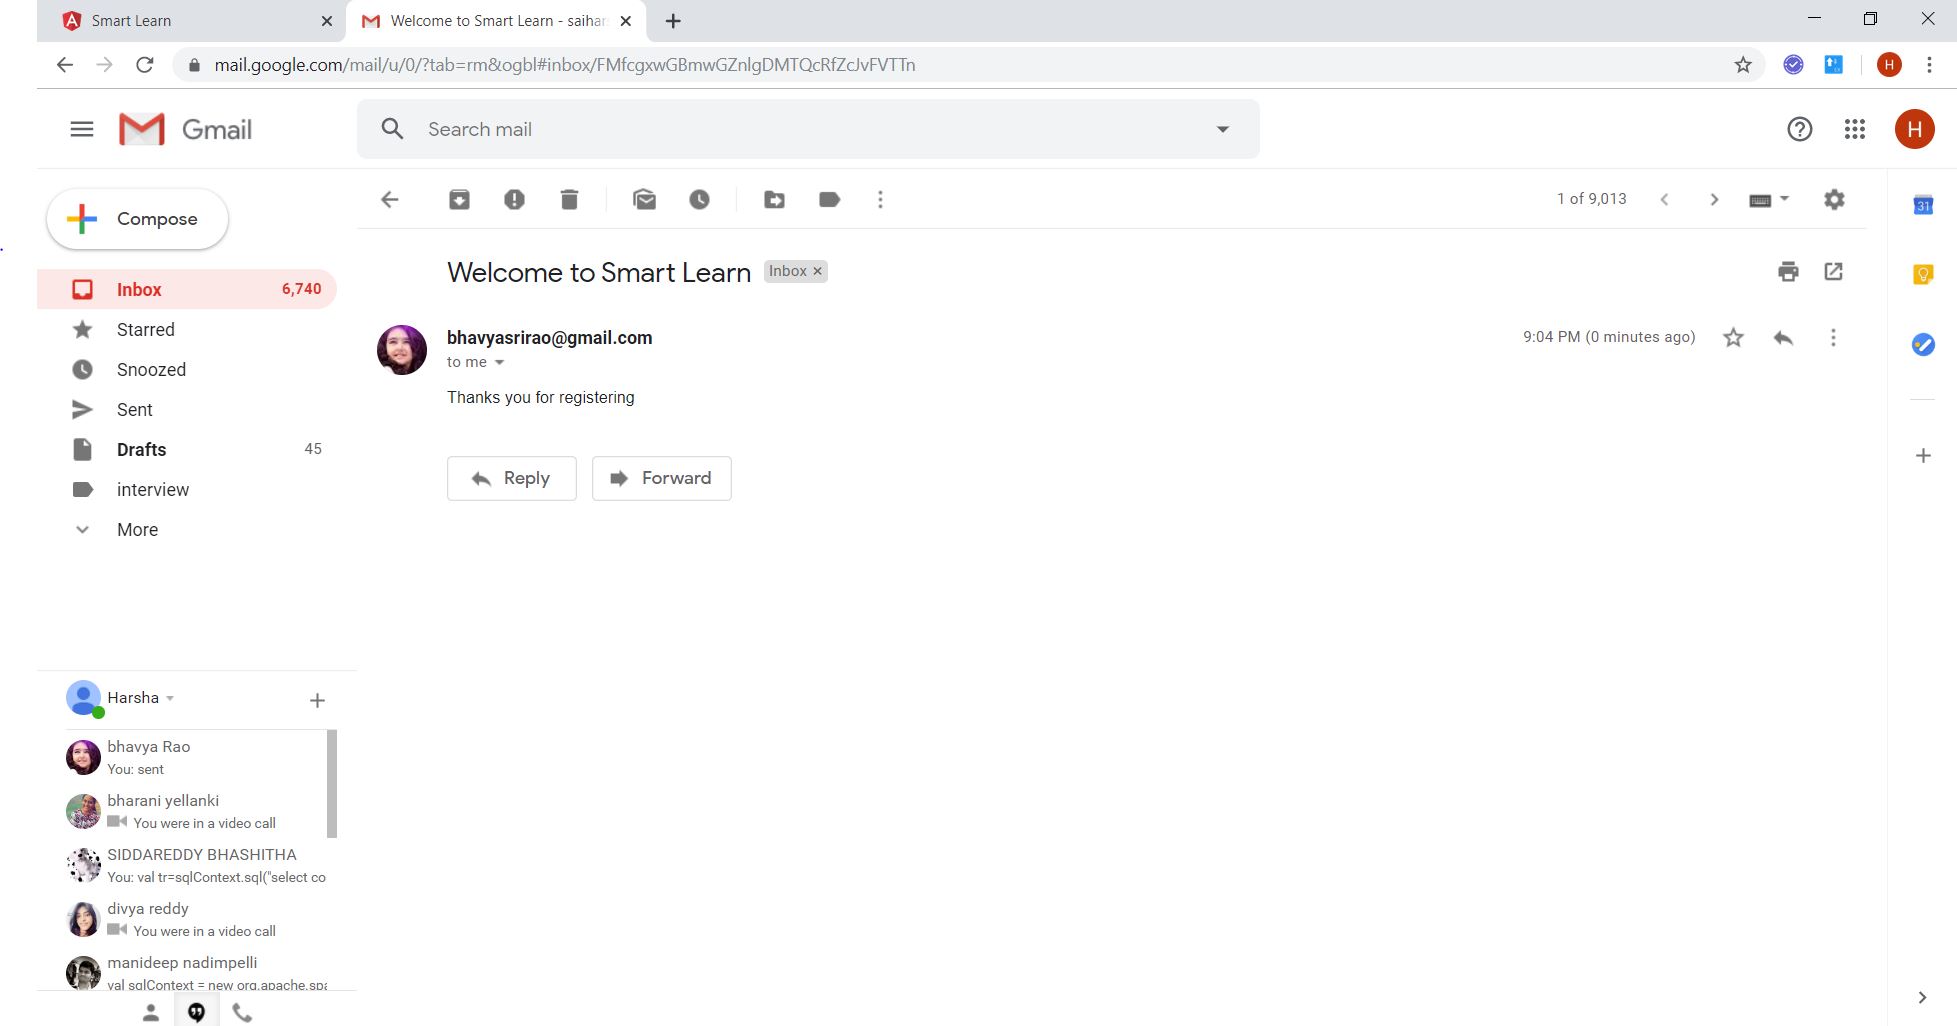 Smart Learn
Welcome to Smart Learn - saihar
mail.google.com/mail/u/0/?tab=rm&ogbl#inbox/FMfcgxwGBmwGZnlgDMTQcRfZcJvFVTTn
H
Gmail
Search mail
H
Compose
1 of 9,013
31
Welcome to Smart Learn
Inbox
Inbox 6,740
Starred
Snoozed
Sent
Drafts 45
interview
More
bhavyasrirao@gmail.com
9:04 PM (0 minutes ago)
to me
Thanks you for registering
Reply
Forward
Harsha
bhavya Rao
You: sent
bharani yellanki
You were in a video call
SIDDAREDDY BHASHITHA
You: val tr=sqlContext.sql("select co
divya reddy
You were in a video call
manideep nadimpelli
val sqlContext = new org.apache.spa